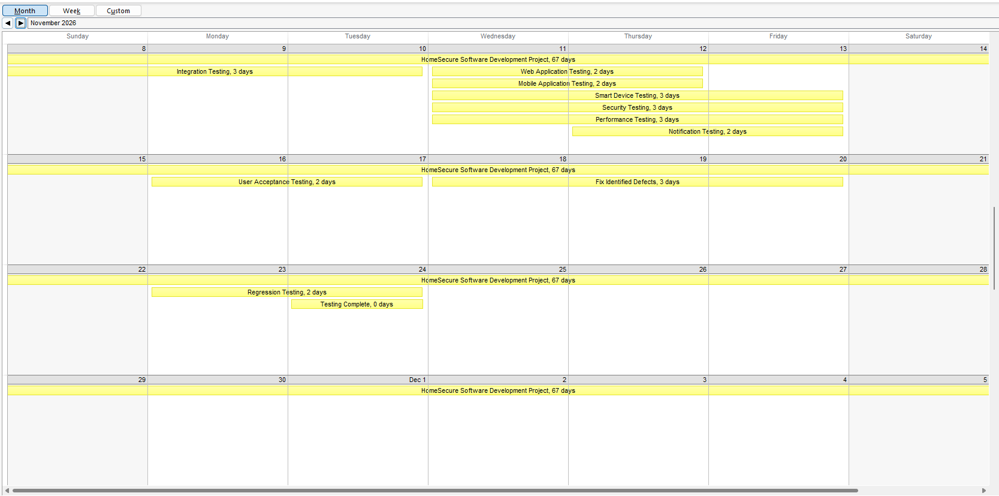 Month Week Custom
November 2026
Sunday Monday Tuesday Wednesday Thursday Friday Saturday
8 9 10 11 12 13 14
HomeSecure Software Development Project, 67 days
Integration Testing, 3 days Web Application Testing, 2 days
Mobile Application Testing, 2 days
Smart Device Testing, 3 days
Security Testing, 3 days
Performance Testing, 3 days
Notification Testing, 2 days
15 16 17 18 19 20 21
HomeSecure Software Development Project, 67 days
User Acceptance Testing, 2 days Fix Identified Defects, 3 days
22 23 24 25 26 27 28
HomeSecure Software Development Project, 67 days
Regression Testing, 2 days
Testing Complete, 0 days
29 30 Dec 1 2 3 4 5
HomeSecure Software Development Project, 67 days